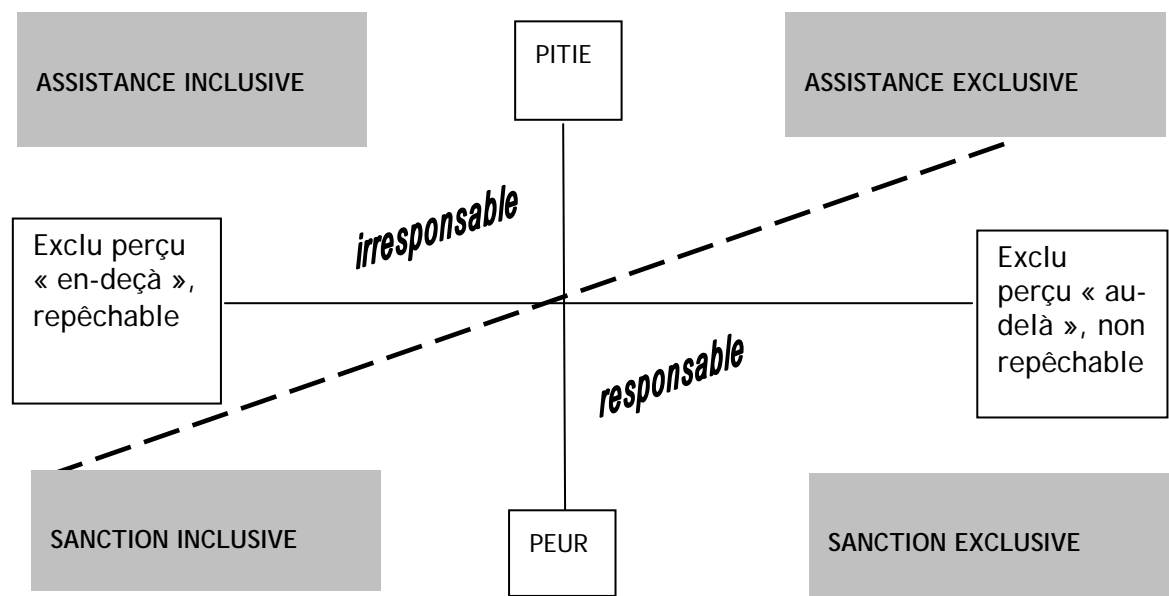 ASSISTANCE INCLUSIVE
PITIE
ASSISTANCE EXCLUSIVE
irresponsable
Exclu perçu
« en-deçà »,
repêchable
Exclu
perçu « au-
delà », non
repêchable
responsable
SANCTION INCLUSIVE
PEUR
SANCTION EXCLUSIVE